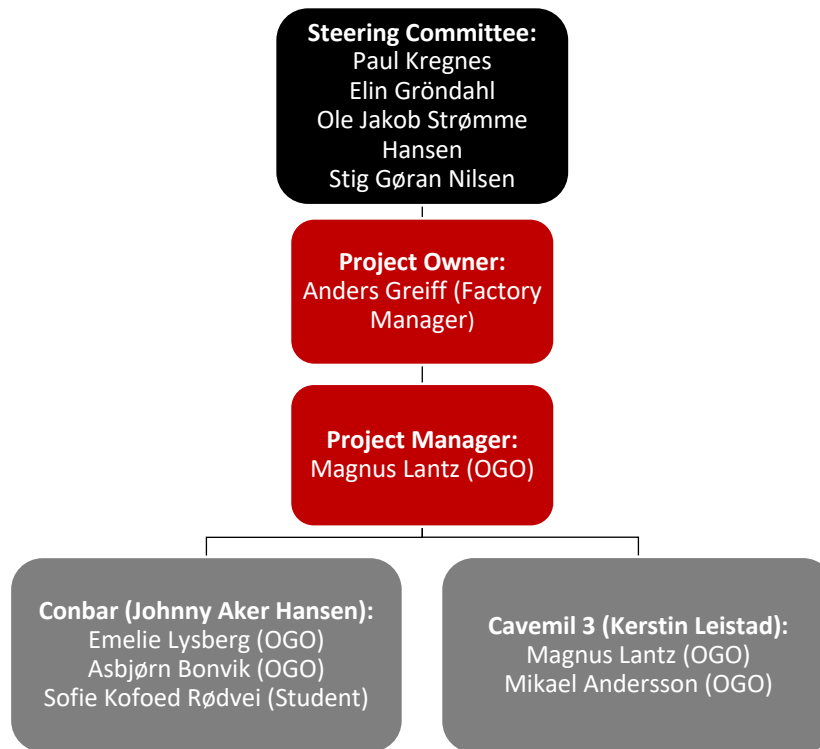 Steering Committee:
Paul Kregnes
Elin Gröndahl
Ole Jakob Strømme
Hansen
Stig Gøran Nilsen
Project Owner:
Anders Greiff (Factory
Manager)
Project Manager:
Magnus Lantz (OGO)
Conbar (Johnny Aker Hansen):
Emelie Lysberg (OGO)
Asbjørn Bonvik (OGO)
Sofie Kofoed Rødvei (Student)
Cavemil 3 (Kerstin Leistad):
Magnus Lantz (OGO)
Mikael Andersson (OGO)